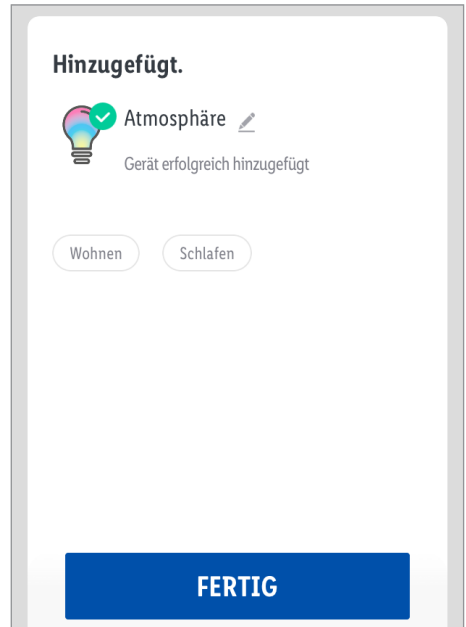 Hinzugefügt.
Atmosphäre
Gerät erfolgreich hinzugefügt
Wohnen Schlafen
FERTIG